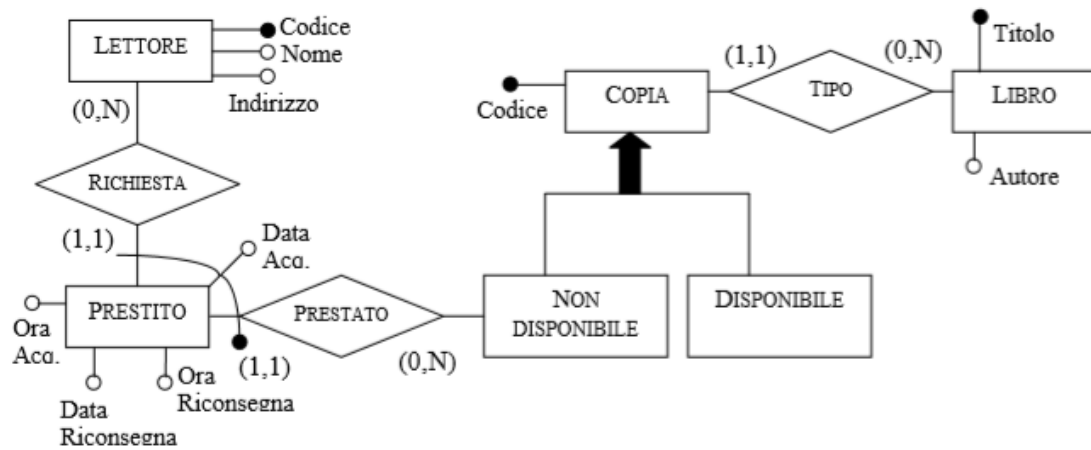 LETTORE
Codice
Nome
Indirizzo
(0,N)
RICHIESTA
(1,1)
Data
Acq.
PRESTITO
Ora
Acq.
Data
Riconsegna
Ora
Riconsegna
(1,1)
PRESTATO
(0,N)
NON
DISPONIBILE
DISPONIBILE
Codice
COPIA
(1,1)
TIPO
(0,N)
Titolo
LIBRO
Autore